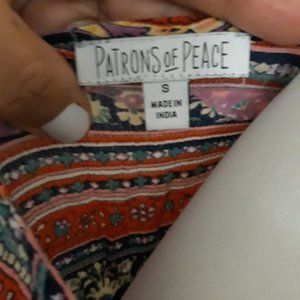 PATRONS OF PEACE
S
MADE IN
INDIA